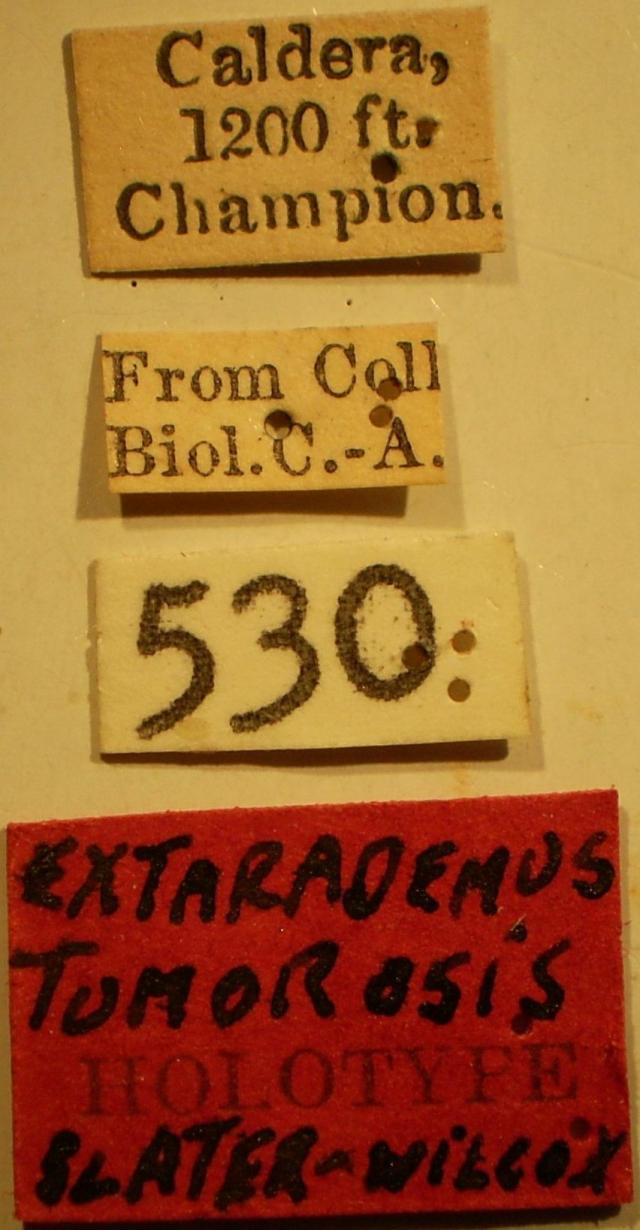 Caldera,
1200 ft.
Champion.
From Coll
Biol.C.-A.
530
EXTARADEMUS
TUMOROSIS
HOLOTYPE
SLATER-WILCOX